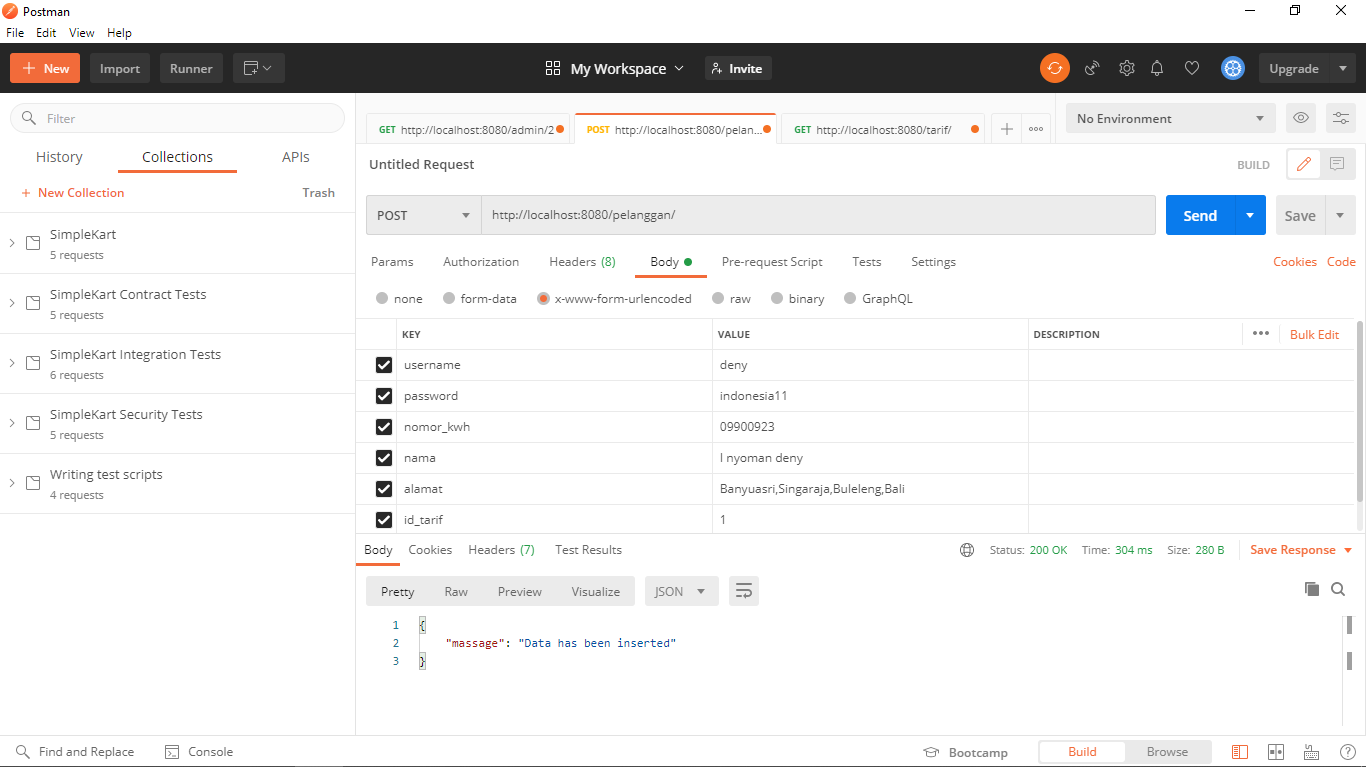 Postman
File Edit View Help
New Import Runner My Workspace Invite Upgrade
Filter
History Collections APIs
+ New Collection Trash
SimpleKart
5 requests
SimpleKart Contract Tests
5 requests
SimpleKart Integration Tests
6 requests
SimpleKart Security Tests
5 requests
Writing test scripts
4 requests
GET http://localhost:8080/admin/2 POST http://localhost:8080/pelan... GET http://localhost:8080/tarif/ No Environment
Untitled Request BUILD
POST http://localhost:8080/pelanggan/ Send Save
Params Authorization Headers (8) Body Pre-request Script Tests Settings Cookies Code
none form-data x-www-form-urlencoded raw binary GraphQL
KEY VALUE DESCRIPTION Bulk Edit
username deny
password indonesia11
nomor_kwh 09900923
nama I nyoman deny
alamat Banyuasri,Singaraja,Buleleng,Bali
id_tarif 1
Body Cookies Headers (7) Test Results Status: 200 OK Time: 304 ms Size: 280 B Save Response
Pretty Raw Preview Visualize JSON
1 {
2 "massage": "Data has been inserted"
3 }
Find and Replace Console Bootcamp Build Browse